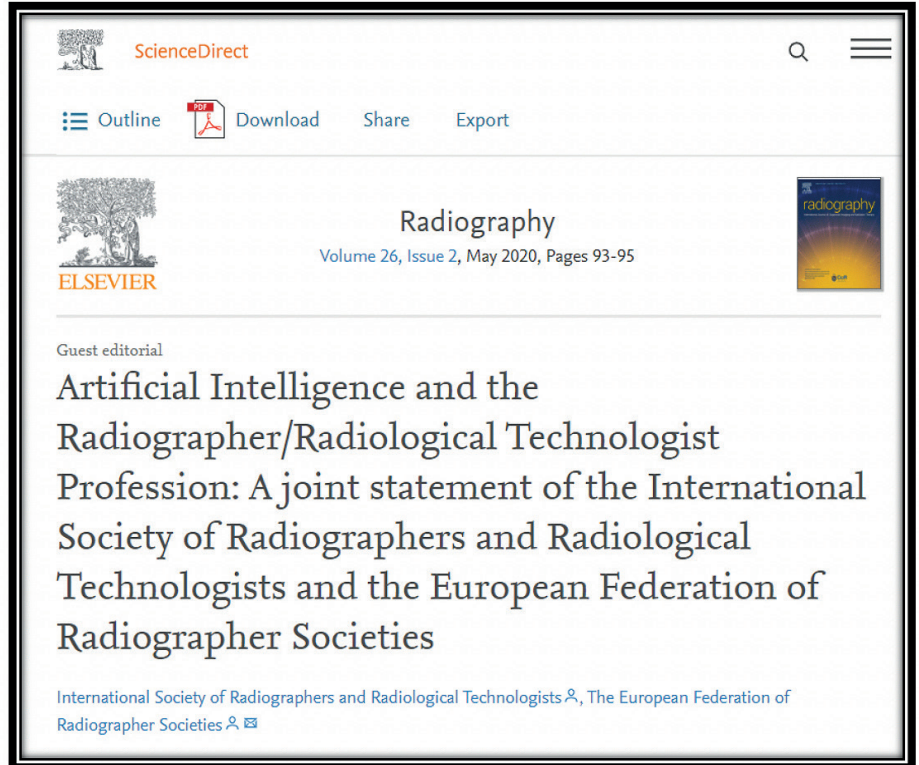 ScienceDirect
Outline PDF Download Share Export
ELSEVIER
Radiography
Volume 26, Issue 2, May 2020, Pages 93-95
radiography
Guest editorial
Artificial Intelligence and the
Radiographer/Radiological Technologist
Profession: A joint statement of the International
Society of Radiographers and Radiological
Technologists and the European Federation of
Radiographer Societies
International Society of Radiographers and Radiological Technologists, The European Federation of
Radiographer Societies